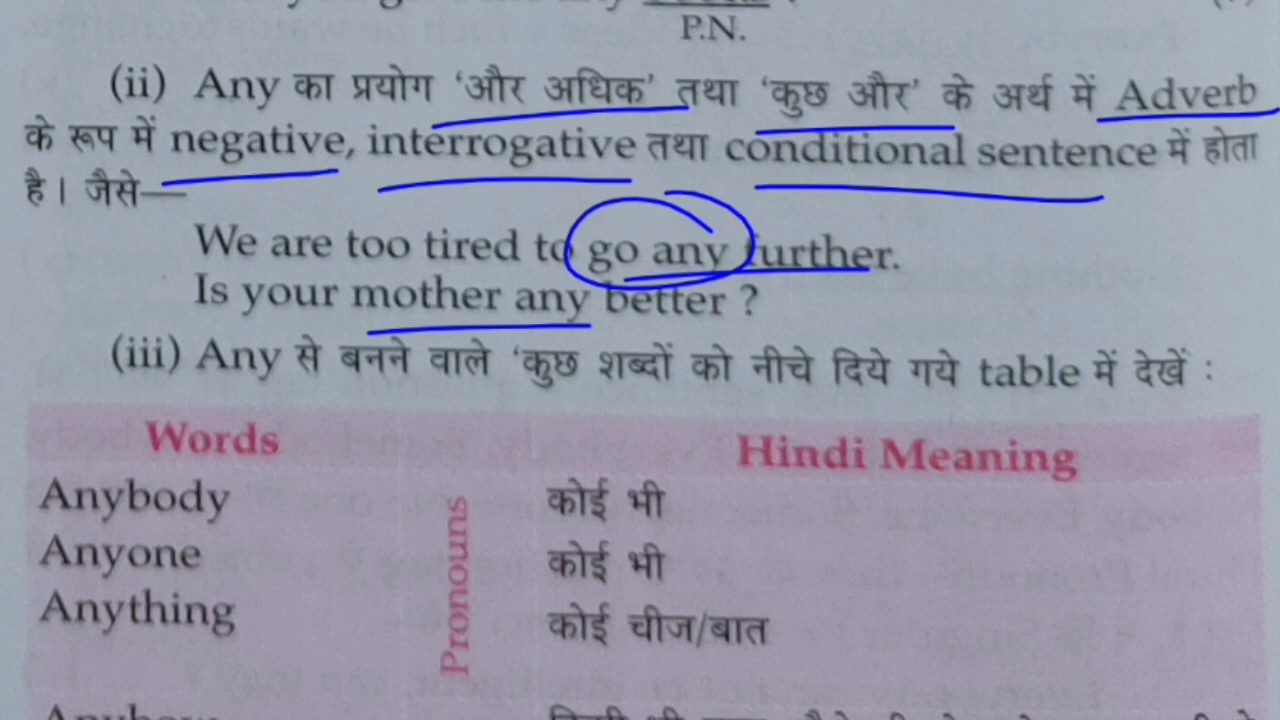 P.N.
(ii) Any का प्रयोग ‘और अधिक’ तथा ‘कुछ और’ के अर्थ में Adverb
के रूप में negative, interrogative तथा conditional sentence में होता
है। जैसे—
We are too tired to go any further.
Is your mother any better ?
(iii) Any से बनने वाले ‘कुछ शब्दों को नीचे दिये गये table में देखें :
Words Hindi Meaning
Anybody कोई भी
Anyone कोई भी
Anything कोई चीज/बात
Pronouns